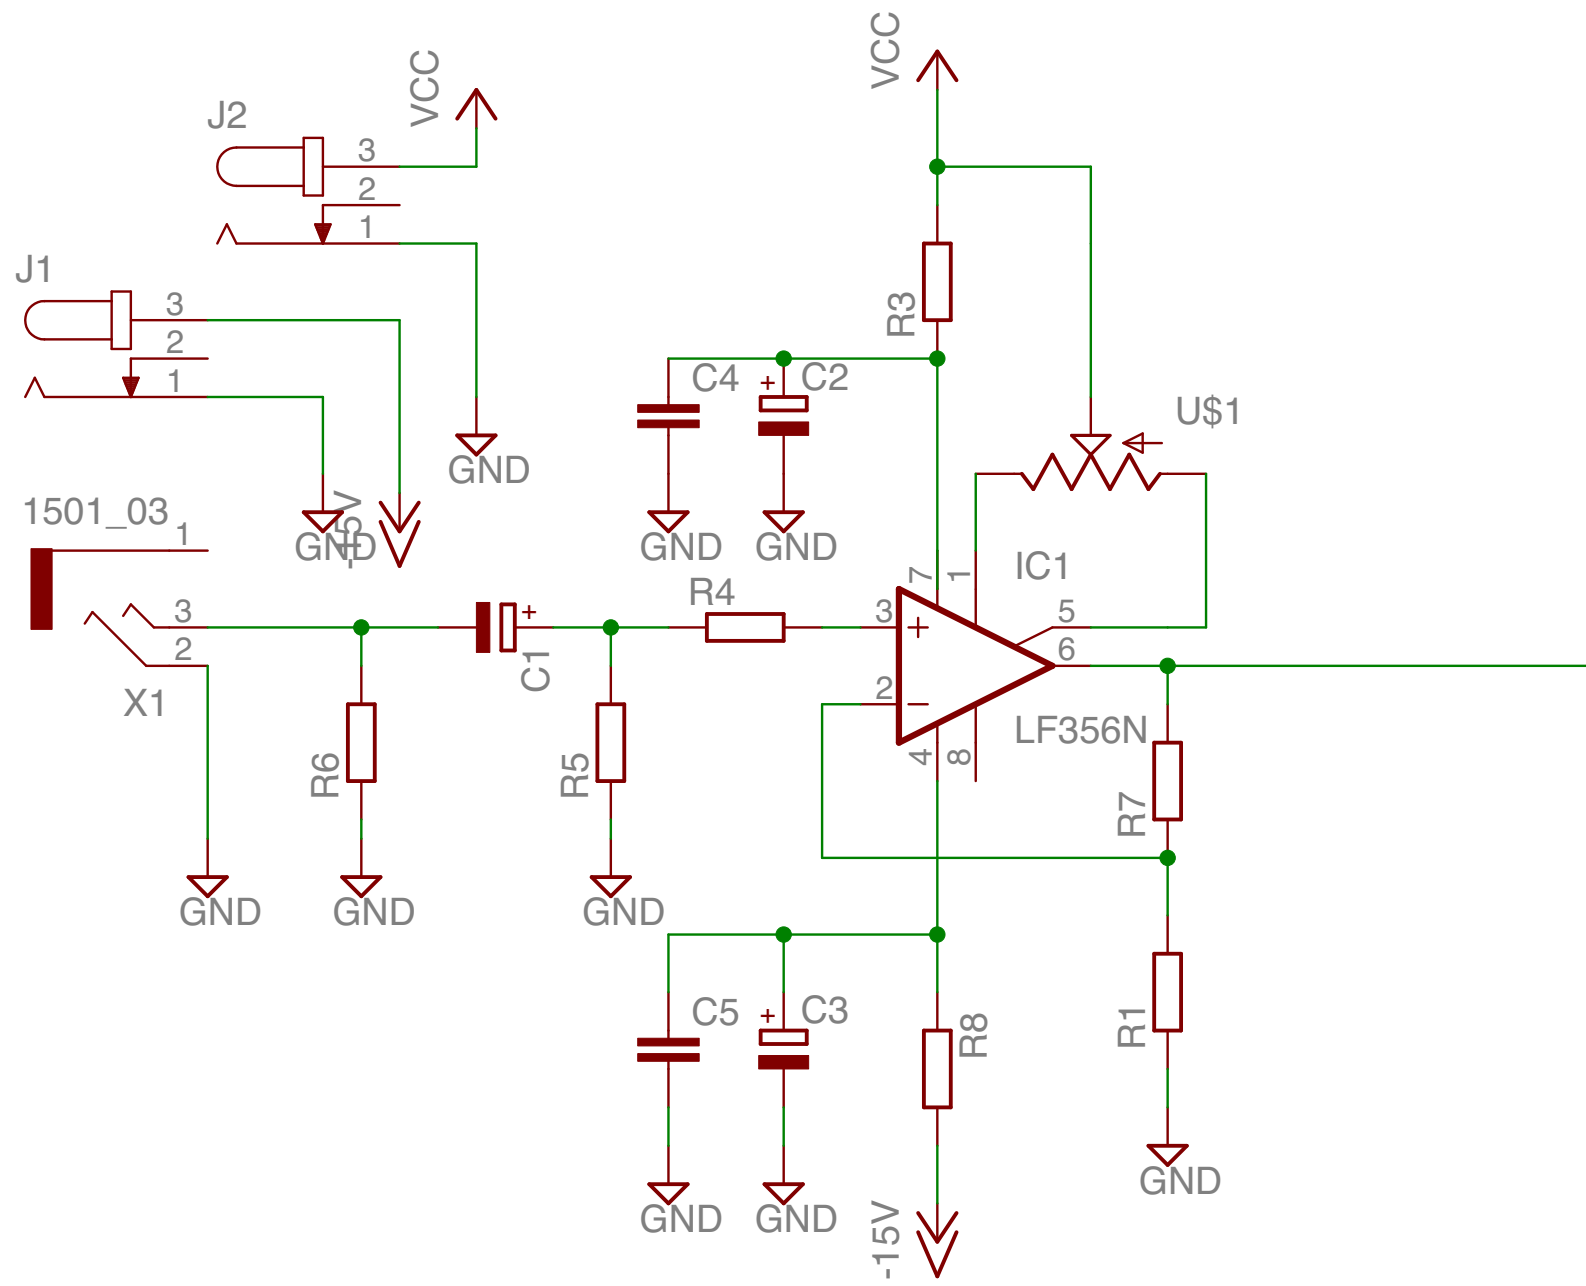 VCC
VCC
J2
3
2
1
J1
3
2
1
R3
C4
+
C2
U$1
GND
1501_03
1
GND
-15V
GND
GND
7
1
IC1
R4
3
2
X1
+
C1
3
+
2
-
5
6
4
8
LF356N
R6
R5
R7
GND
GND
GND
C5
+
C3
R8
R1
GND
GND
GND
-15V